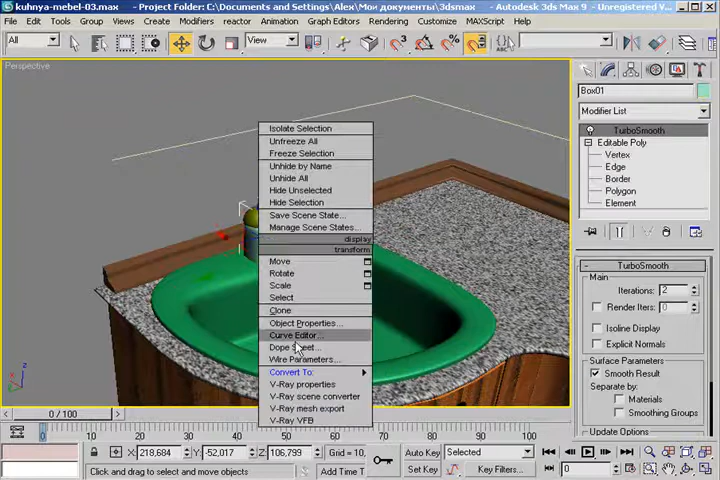 kuhnya-mebel-03.max - Project Folder: C:\Documents and Settings\Alex\Мои документы\3dsmax - Autodesk 3ds Max 9 - Unregistered V
File Edit Tools Group Views Create Modifiers reactor Animation Graph Editors Rendering Customize MAXScript Help
All View
Perspective
Isolate Selection
Unfreeze All
Freeze Selection
Unhide by Name
Unhide All
Hide Unselected
Hide Selection
Save Scene State...
Manage Scene States...
display
transform
Move
Rotate
Scale
Select
Clone
Object Properties...
Curve Editor...
Dope Sheet...
Wire Parameters...
Convert To:
V-Ray properties
V-Ray scene converter
V-Ray mesh export
V-Ray VFB
Box01
Modifier List
TurboSmooth
Editable Poly
Vertex
Edge
Border
Polygon
Element
TurboSmooth
Main
Iterations: 2
Render Iters: 0
Isoline Display
Explicit Normals
Surface Parameters
Smooth Result
Separate by:
Materials
Smoothing Groups
Update Options
0 / 100
0 10 20 30 40 50 60 70 80 90 100
X: 218,684 Y: -52,017 Z: 106,799 Grid = 10, Auto Key Selected
Click and drag to select and move objects Add Time T Set Key Key Filters... 0